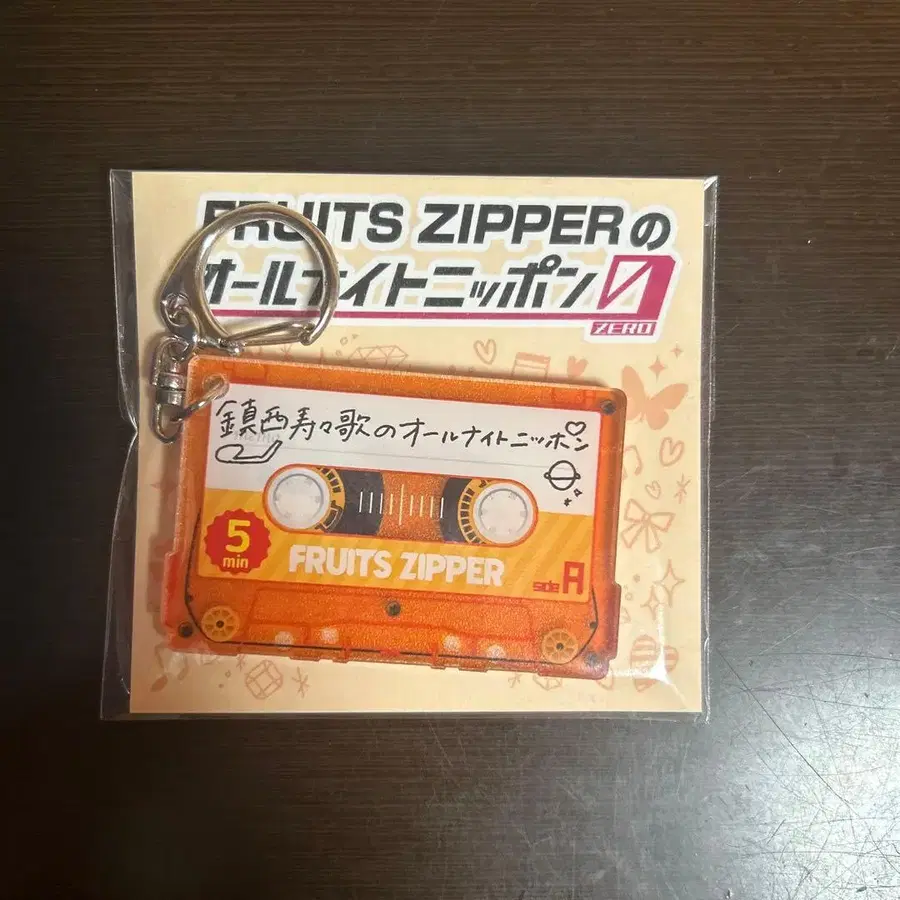 FRUITS ZIPPERの
オールナイトニッポン0
ZERO
鎮西寿々歌のオールナイトニッポン
5
min
FRUITS ZIPPER
side A